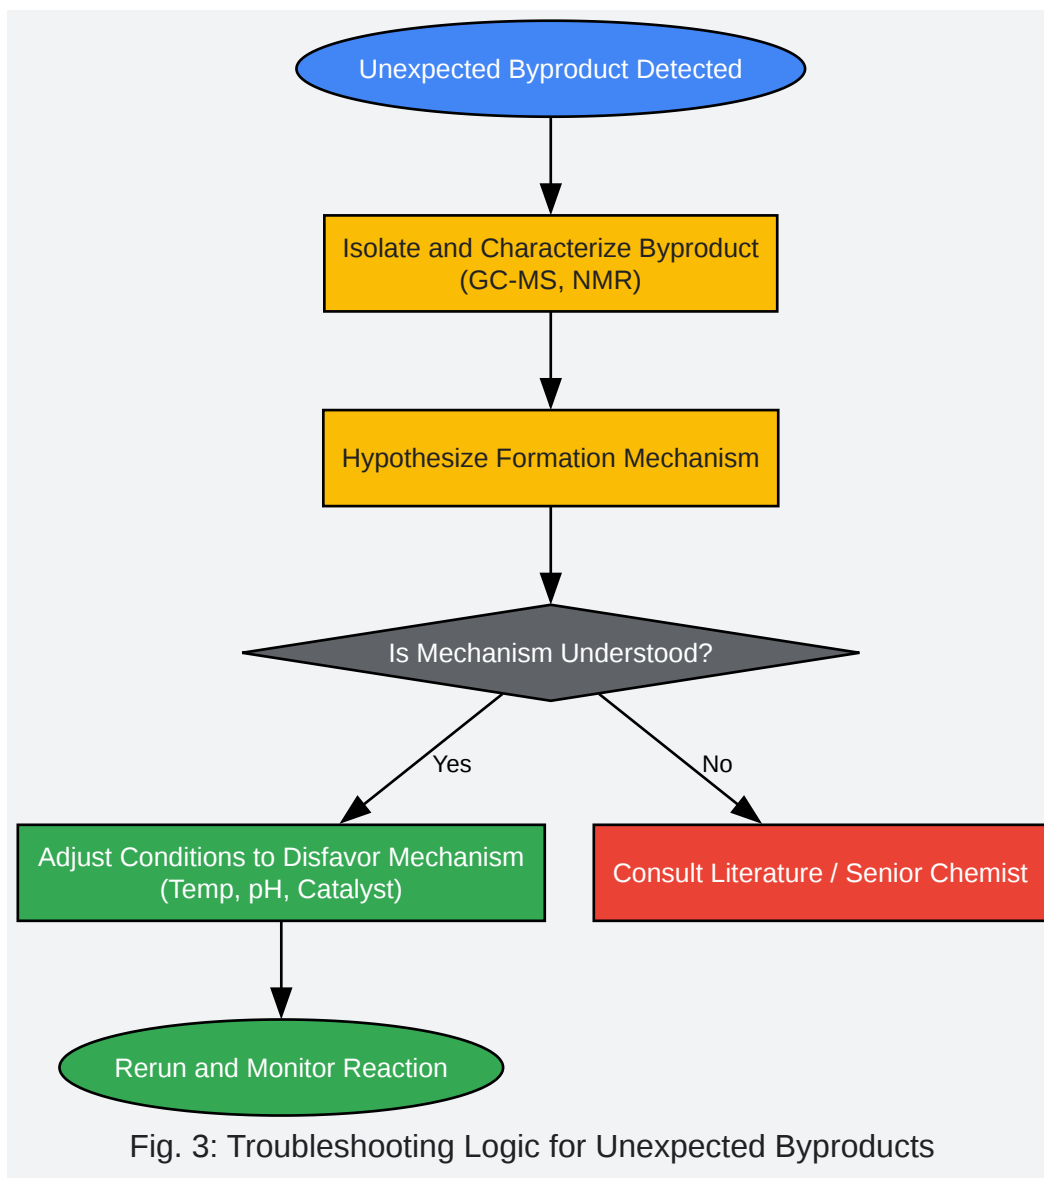 Unexpected Byproduct Detected
Isolate and Characterize Byproduct
(GC-MS, NMR)
Hypothesize Formation Mechanism
Is Mechanism Understood?
Yes
No
Adjust Conditions to Disfavor Mechanism
(Temp, pH, Catalyst)
Consult Literature / Senior Chemist
Rerun and Monitor Reaction
Fig. 3: Troubleshooting Logic for Unexpected Byproducts